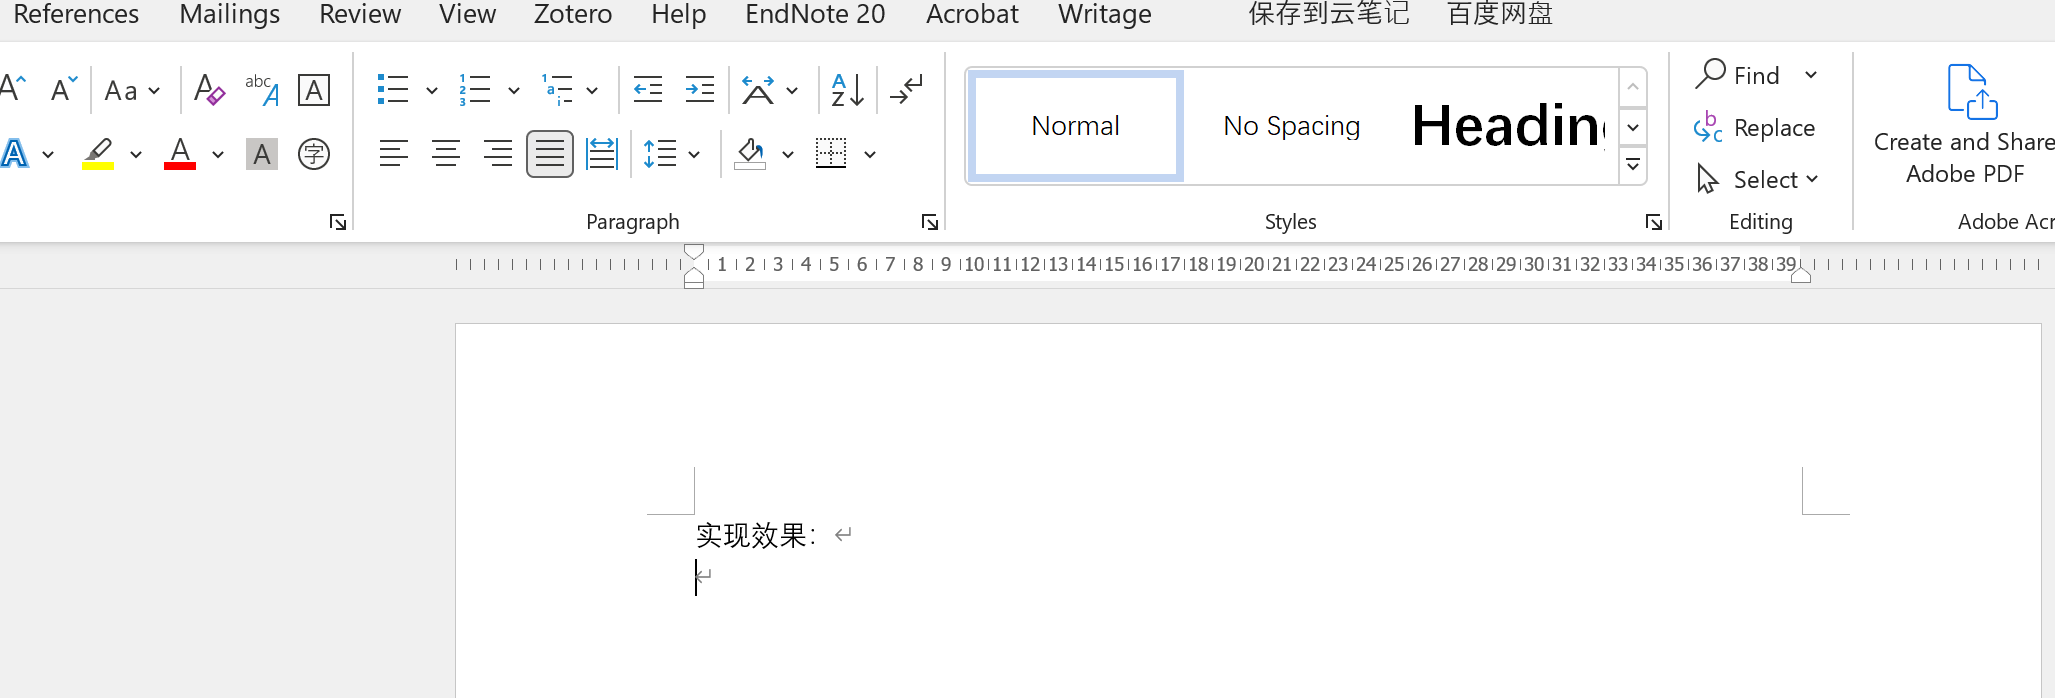 References Mailings Review View Zotero Help EndNote 20 Acrobat Writage 保存到云笔记 百度网盘
Aa
Normal No Spacing Heading
Find
Replace
Select
Create and Share
Adobe PDF
Paragraph Styles Editing Adobe Acr
1 2 3 4 5 6 7 8 9 10 11 12 13 14 15 16 17 18 19 20 21 22 23 24 25 26 27 28 29 30 31 32 33 34 35 36 37 38 39
实现效果：